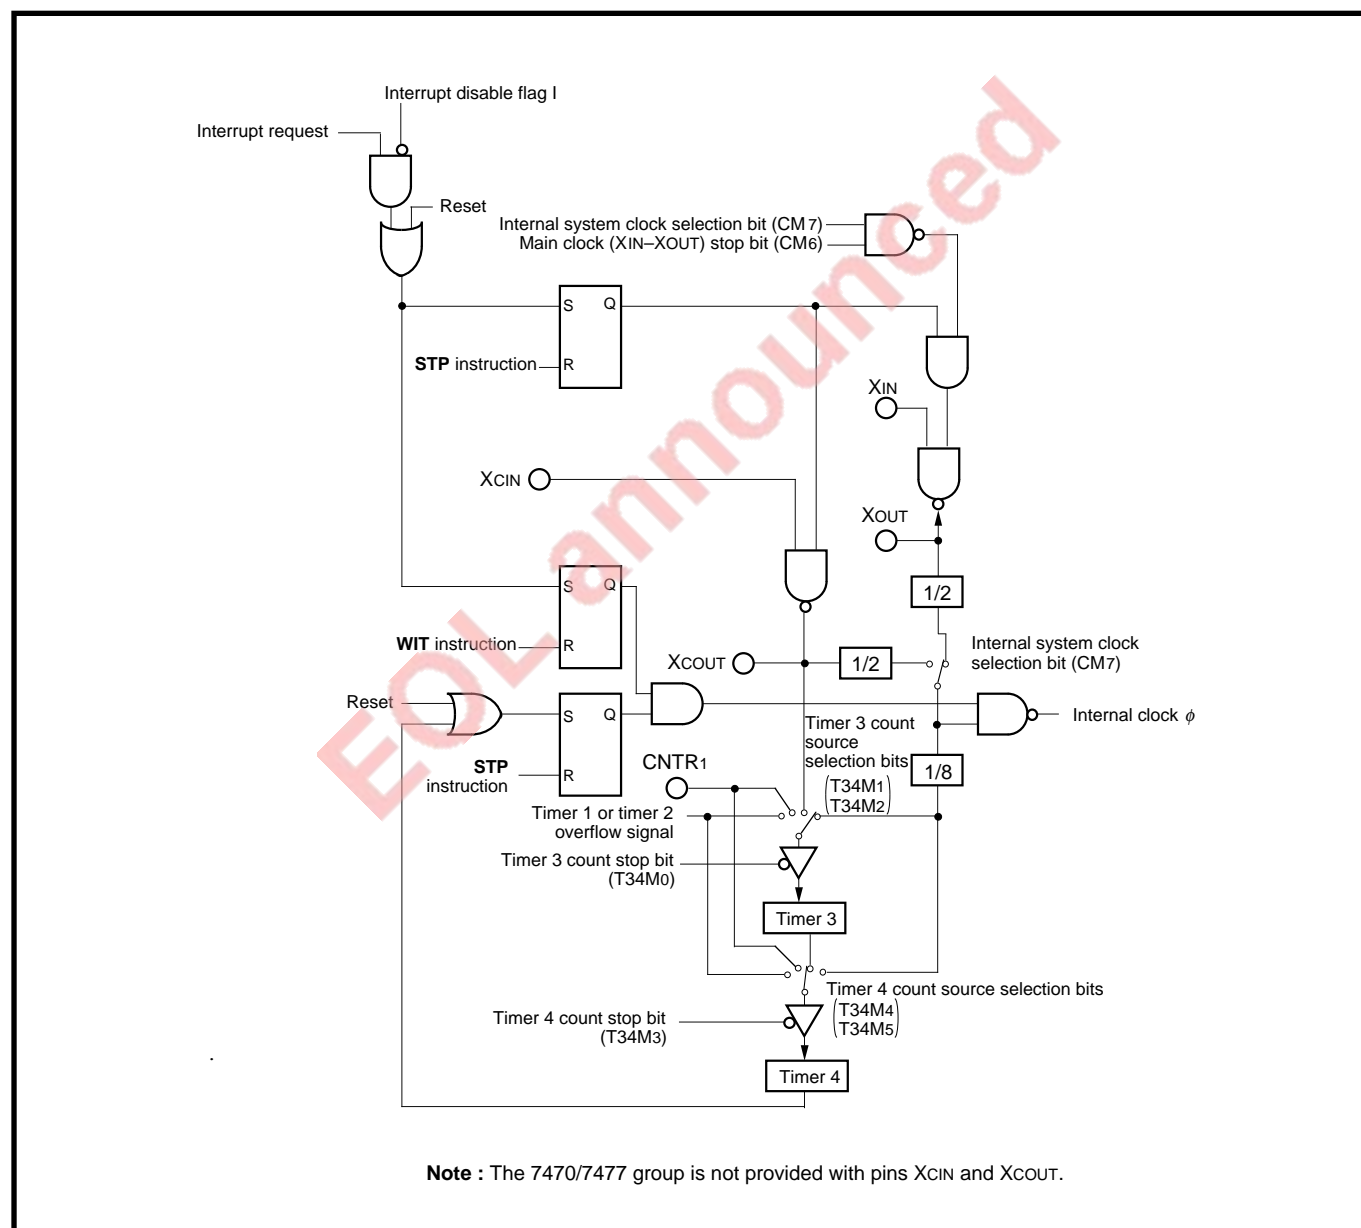 Interrupt disable flag I
Interrupt request
Reset
Internal system clock selection bit (CM7)
Main clock (XIN–XOUT) stop bit (CM6)
S Q
STP instruction
R
XIN
XCIN
XOUT
S Q
1/2
WIT instruction
R
Internal system clock
selection bit (CM7)
XCOUT
1/2
Reset
S Q
Internal clock ϕ
Timer 3 count
source
selection bits
STP
instruction
R
CNTR1
1/8
(T34M1
T34M2)
Timer 1 or timer 2
overflow signal
Timer 3 count stop bit
(T34M0)
Timer 3
Timer 4 count source selection bits
(T34M4
T34M5)
Timer 4 count stop bit
(T34M3)
Timer 4
Note : The 7470/7477 group is not provided with pins XCIN and XCOUT.
EOL announced